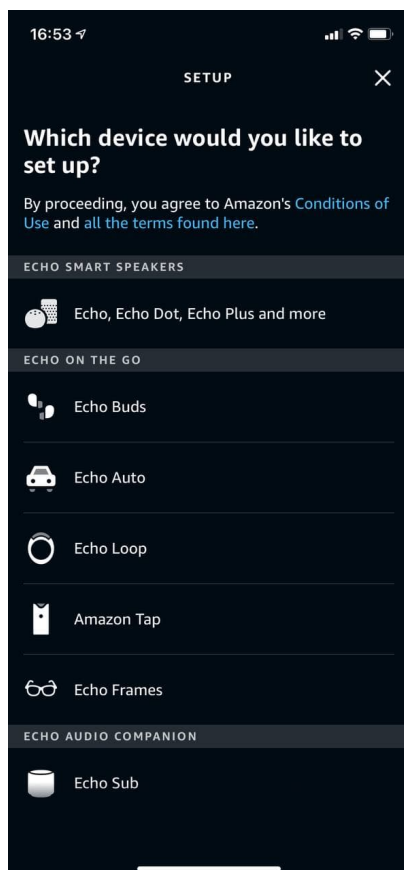 16:53
SETUP
Which device would you like to
set up?
By proceeding, you agree to Amazon's Conditions of
Use and all the terms found here.
ECHO SMART SPEAKERS
Echo, Echo Dot, Echo Plus and more
ECHO ON THE GO
Echo Buds
Echo Auto
Echo Loop
Amazon Tap
Echo Frames
ECHO AUDIO COMPANION
Echo Sub